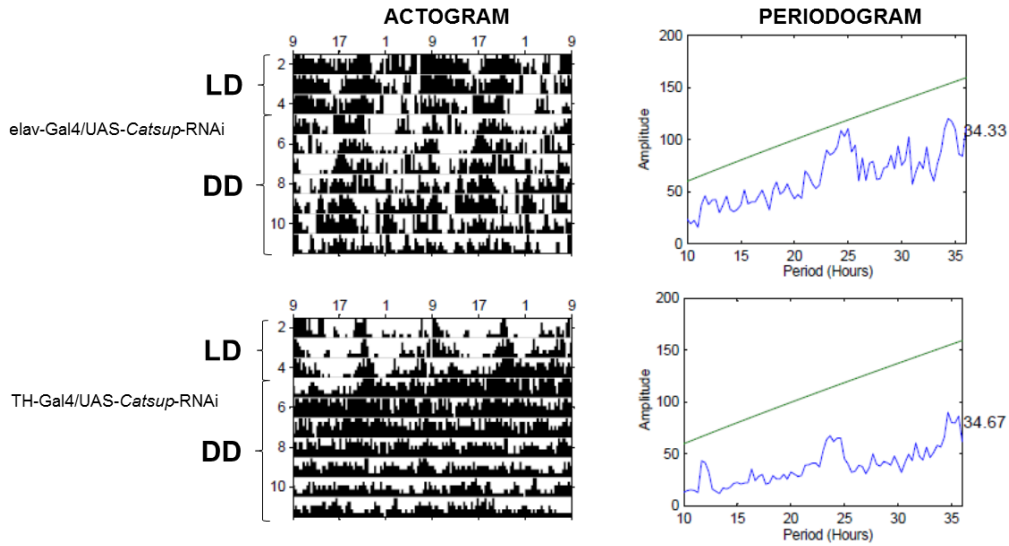 ACTOGRAM
PERIODOGRAM
9 17 1 9 17 1 9
2
4
6
8
10
LD
elav-Gal4/UAS-Catsup-RNAi
DD
200
150
100
50
0
Amplitude
34.33
10 15 20 25 30 35
Period (Hours)
9 17 1 9 17 1 9
2
4
6
8
10
LD
TH-Gal4/UAS-Catsup-RNAi
DD
200
150
100
50
0
Amplitude
34.67
10 15 20 25 30 35
Period (Hours)